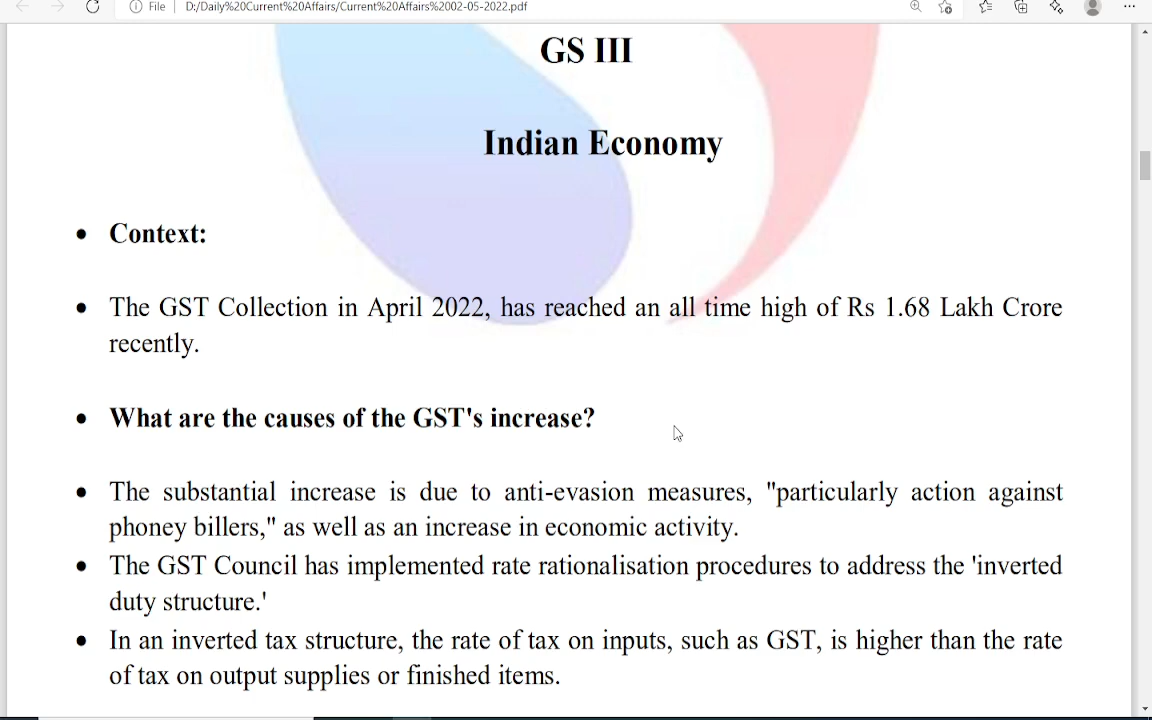 File
D:/Daily%20Current%20Affairs/Current%20Affairs%2002-05-2022.pdf
GS III
Indian Economy
• Context:
• The GST Collection in April 2022, has reached an all time high of Rs 1.68 Lakh Crore
recently.
• What are the causes of the GST's increase?
• The substantial increase is due to anti-evasion measures, "particularly action against
phoney billers," as well as an increase in economic activity.
• The GST Council has implemented rate rationalisation procedures to address the 'inverted
duty structure.'
• In an inverted tax structure, the rate of tax on inputs, such as GST, is higher than the rate
of tax on output supplies or finished items.